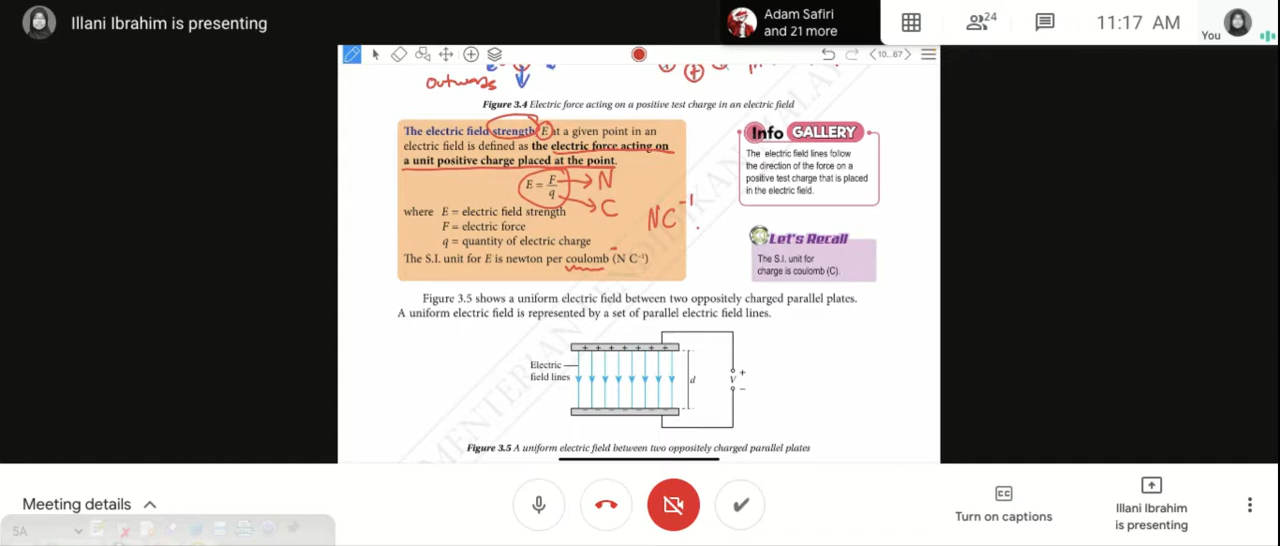 Illani Ibrahim is presenting
Adam Safiri
and 21 more
24
11:17 AM
You
10...67
outwards
Figure 3.4 Electric force acting on a positive test charge in an electric field
The electric field strength, E at a given point in an
electric field is defined as the electric force acting on
a unit positive charge placed at the point.
E = F/q
N
C
NC⁻¹
where E = electric field strength
F = electric force
q = quantity of electric charge
The S.I. unit for E is newton per coulomb (N C⁻¹)
Info GALLERY
The electric field lines follow
the direction of the force on a
positive test charge that is placed
in the electric field.
Let's Recall
The S.I. unit for
charge is coulomb (C).
Figure 3.5 shows a uniform electric field between two oppositely charged parallel plates.
A uniform electric field is represented by a set of parallel electric field lines.
+ + + + + + +
Electric
field lines
d
+
V
−
Figure 3.5 A uniform electric field between two oppositely charged parallel plates
KEMENTERIAN PENDIDIKAN MALAY
Meeting details
CC
Turn on captions
Illani Ibrahim
is presenting
5A